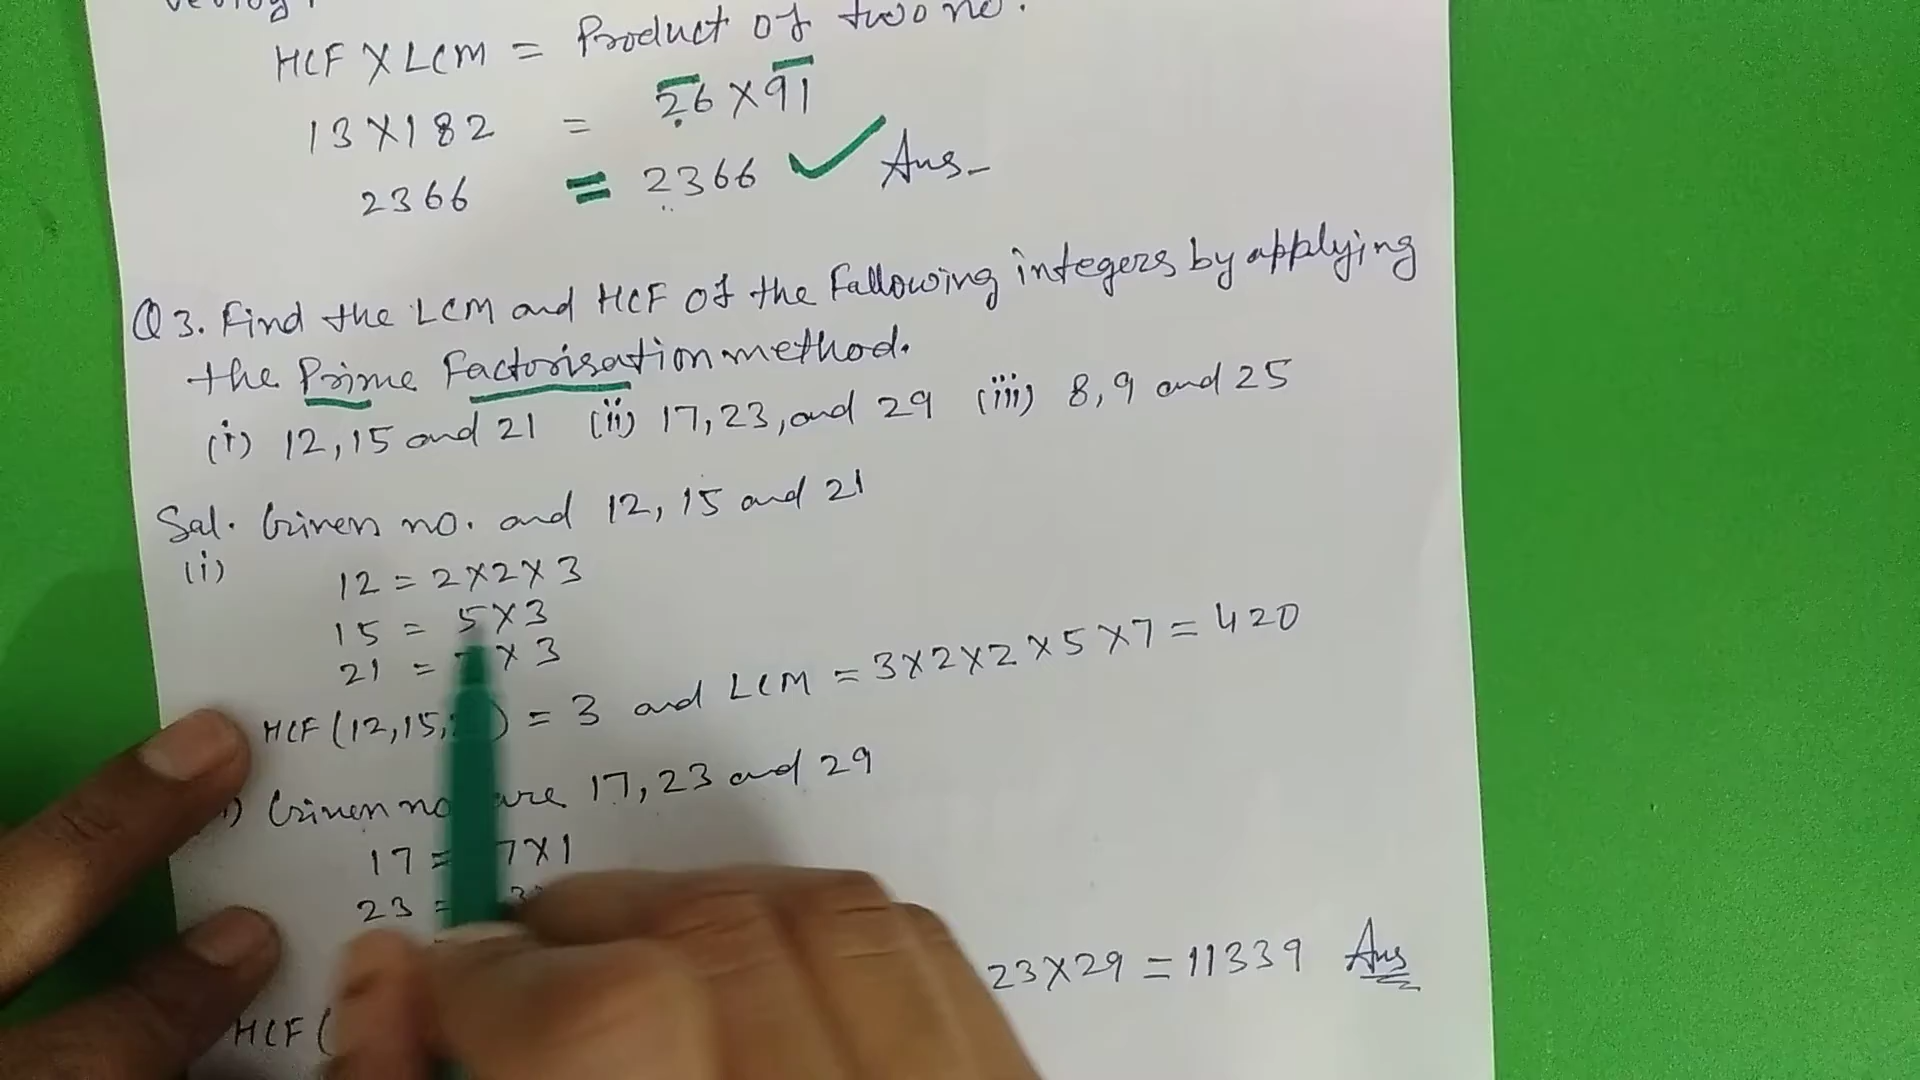 HCF X LCM = Product of two no.
13 X 182 = 26 X 91
2366 = 2366 ✓ Ans-
Q 3. Find the LCM and HCF of the Fallowing integers by applying
the Prime Factorisation method.
(i) 12, 15 and 21 (ii) 17, 23, and 29 (iii) 8, 9 and 25
Sal. Given no. and 12, 15 and 21
(i)
12 = 2 X 2 X 3
15 = 5 X 3
21 = X 3
HCF (12, 15, ) = 3 and LCM = 3 X 2 X 2 X 5 X 7 = 420
) Given no are 17, 23 and 29
17 = 7 X 1
23 =
23 X 29 = 11339 Ans
HCF (